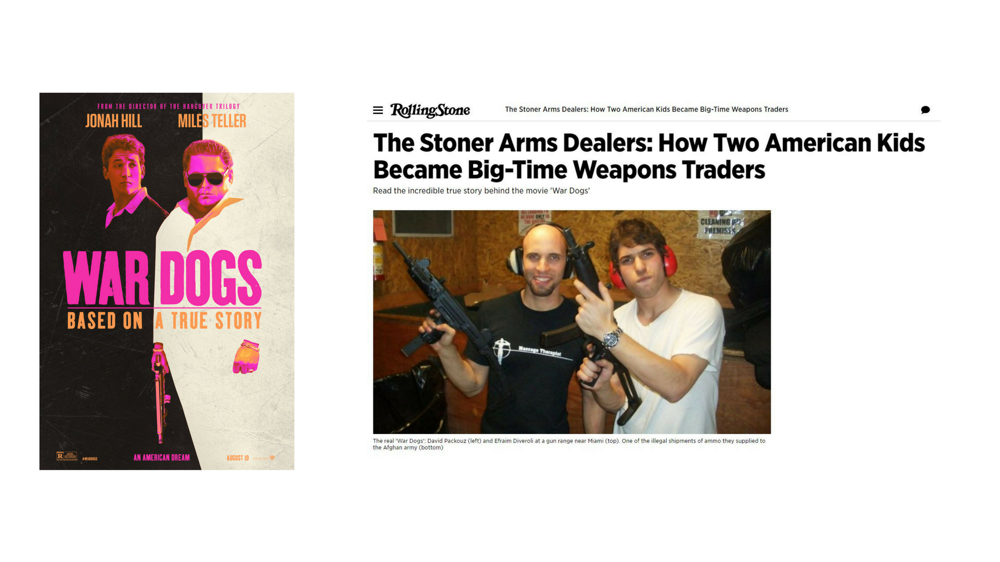 FROM THE DIRECTOR OF THE HANGOVER TRILOGY
JONAH HILL MILES TELLER
WAR DOGS
BASED ON A TRUE STORY
R
#WARDOGS
AN AMERICAN DREAM
AUGUST 19
RollingStone
The Stoner Arms Dealers: How Two American Kids Became Big-Time Weapons Traders
The Stoner Arms Dealers: How Two American Kids
Became Big-Time Weapons Traders
Read the incredible true story behind the movie 'War Dogs'
BE DONE ONLY IN
NO
CLEANING
PREMISES
Massage Therapist
The real 'War Dogs': David Packouz (left) and Efraim Diveroli at a gun range near Miami (top). One of the illegal shipments of ammo they supplied to
the Afghan army (bottom)